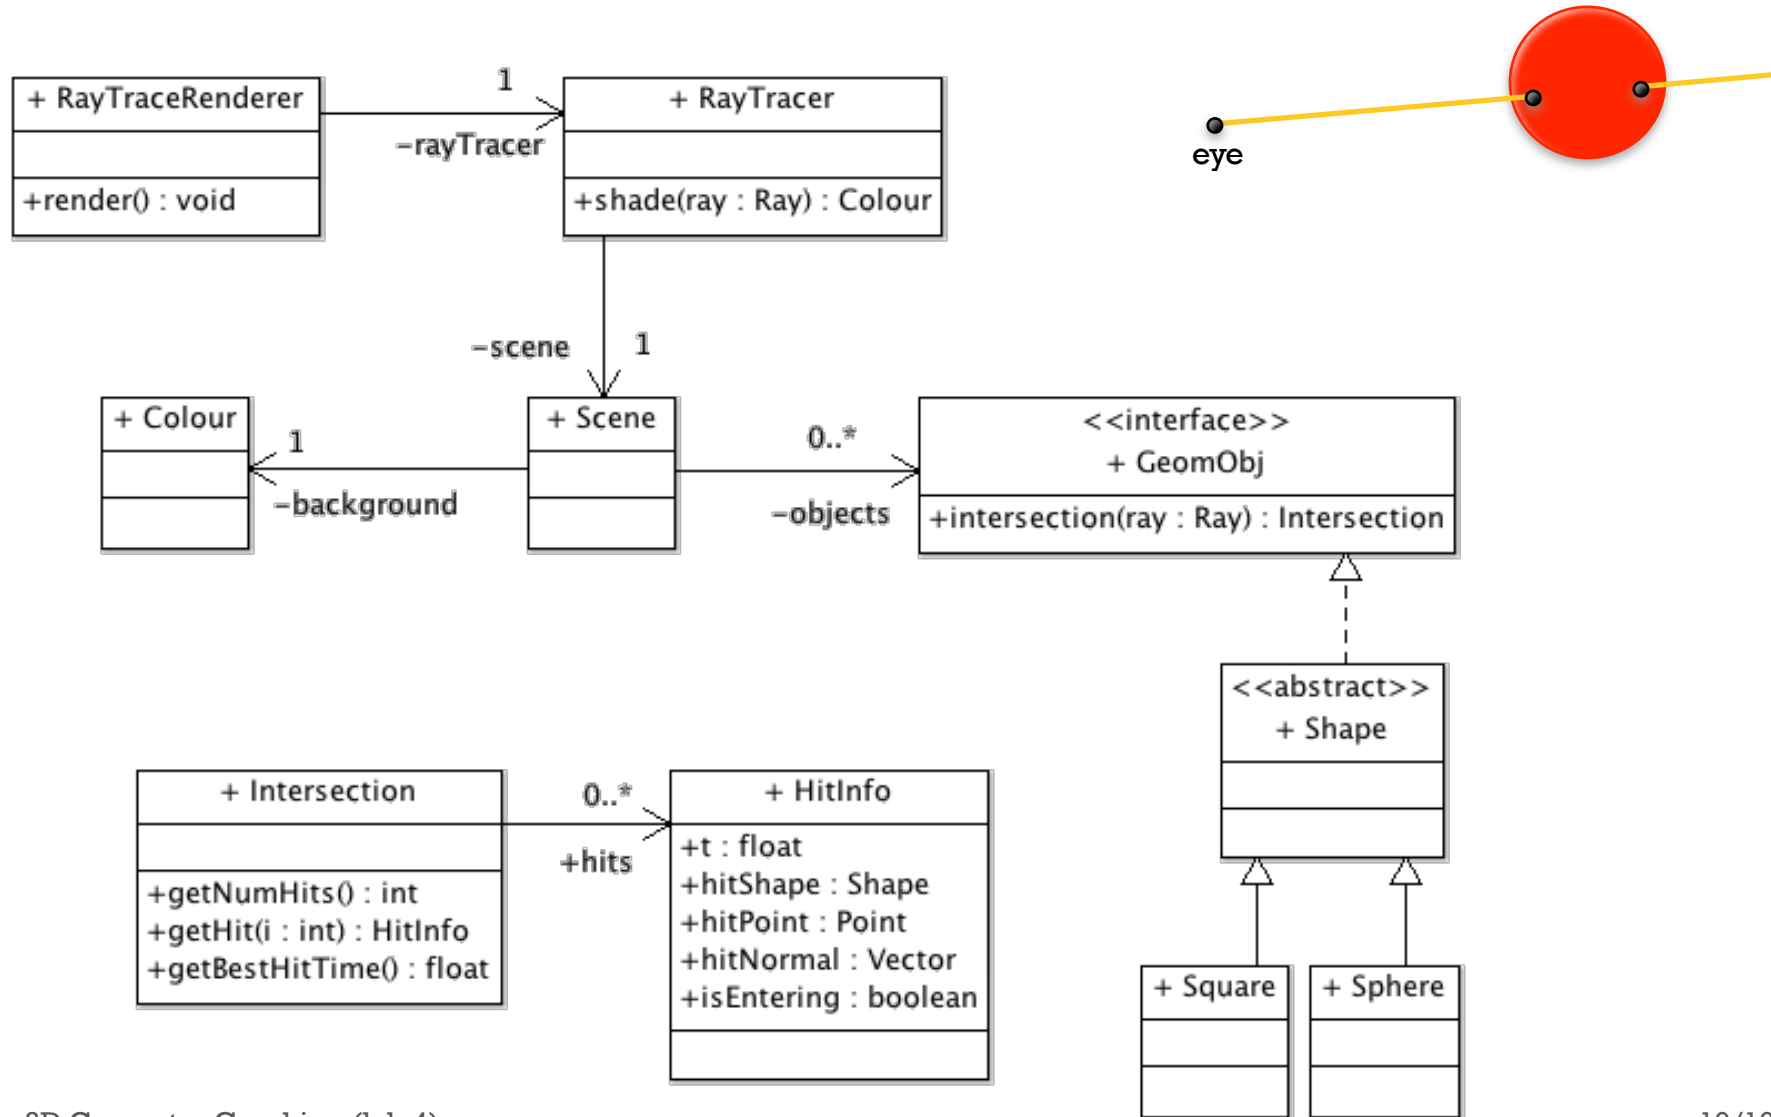 + RayTraceRenderer
+render() : void
1
-rayTracer
+ RayTracer
+shade(ray : Ray) : Colour
eye
-scene
1
+ Colour
1
-background
+ Scene
0..*
-objects
<<interface>>
+ GeomObj
+intersection(ray : Ray) : Intersection
<<abstract>>
+ Shape
+ Intersection
+getNumHits() : int
+getHit(i : int) : HitInfo
+getBestHitTime() : float
0..*
+hits
+ HitInfo
+t : float
+hitShape : Shape
+hitPoint : Point
+hitNormal : Vector
+isEntering : boolean
+ Square
+ Sphere